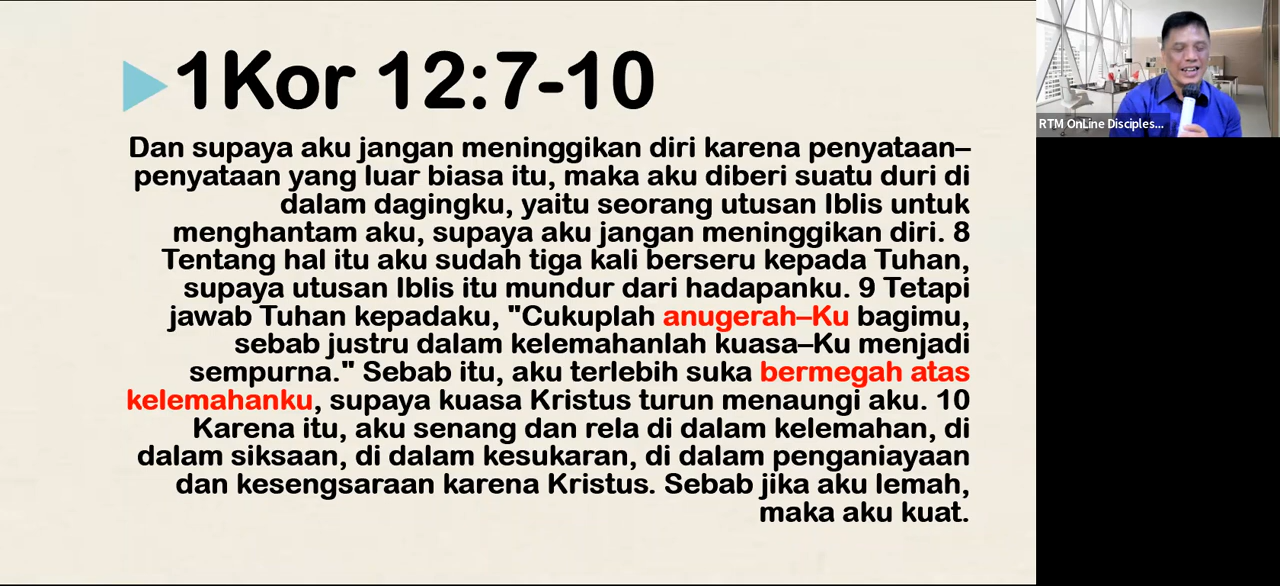 1Kor 12:7-10
Dan supaya aku jangan meninggikan diri karena penyataan–
penyataan yang luar biasa itu, maka aku diberi suatu duri di
dalam dagingku, yaitu seorang utusan Iblis untuk
menghantam aku, supaya aku jangan meninggikan diri. 8
Tentang hal itu aku sudah tiga kali berseru kepada Tuhan,
supaya utusan Iblis itu mundur dari hadapanku. 9 Tetapi
jawab Tuhan kepadaku, "Cukuplah anugerah–Ku bagimu,
sebab justru dalam kelemahanlah kuasa–Ku menjadi
sempurna." Sebab itu, aku terlebih suka bermegah atas
kelemahanku, supaya kuasa Kristus turun menaungi aku. 10
Karena itu, aku senang dan rela di dalam kelemahan, di
dalam siksaan, di dalam kesukaran, di dalam penganiayaan
dan kesengsaraan karena Kristus. Sebab jika aku lemah,
maka aku kuat.
RTM OnLine Disciples...